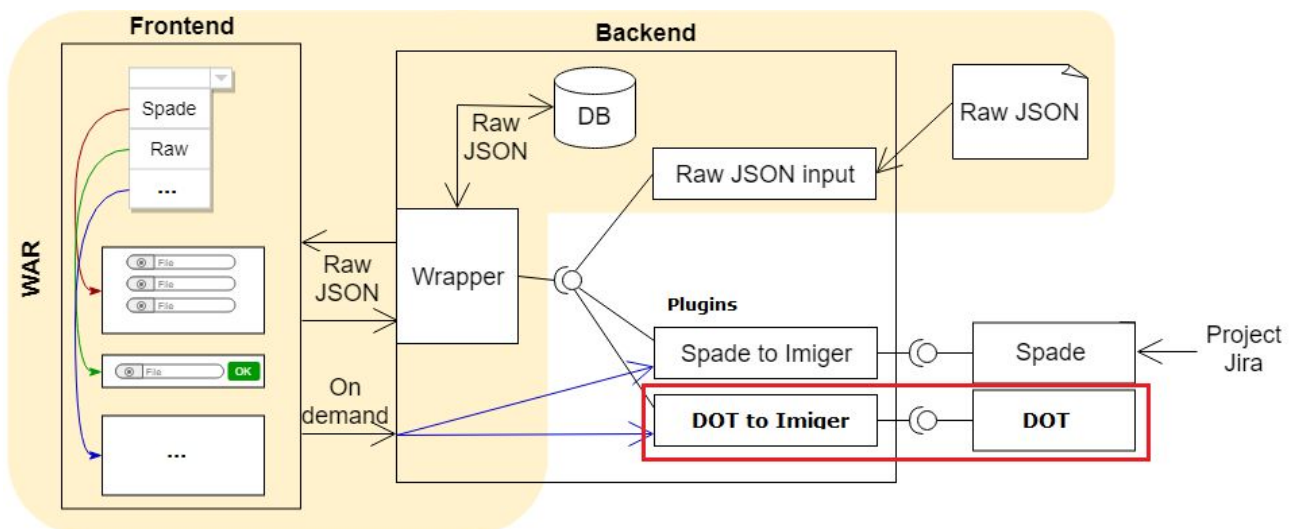 Frontend
Backend
Spade
Raw
...
WAR
File
File
File
File
OK
...
Raw
JSON
On
demand
Raw
JSON
DB
Wrapper
Raw JSON input
Raw JSON
Plugins
Spade to Imiger
DOT to Imiger
Spade
DOT
Project
Jira